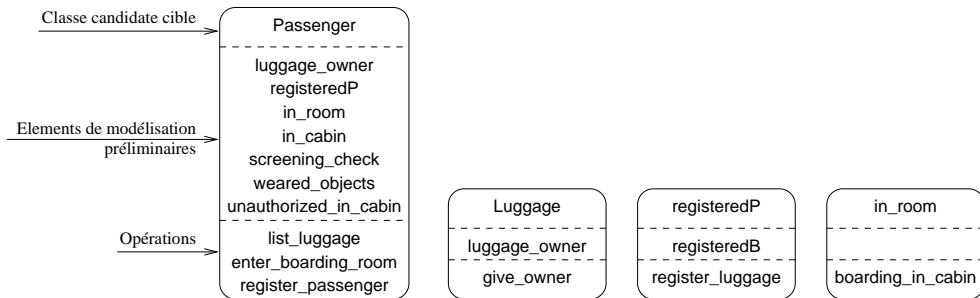 Classe candidate cible
Passenger
luggage_owner
registeredP
in_room
Elements de modélisation
préliminaires
in_cabin
screening_check
weared_objects
unauthorized_in_cabin
Opérations
list_luggage
enter_boarding_room
register_passenger
Luggage
luggage_owner
give_owner
registeredP
registeredB
register_luggage
in_room
boarding_in_cabin